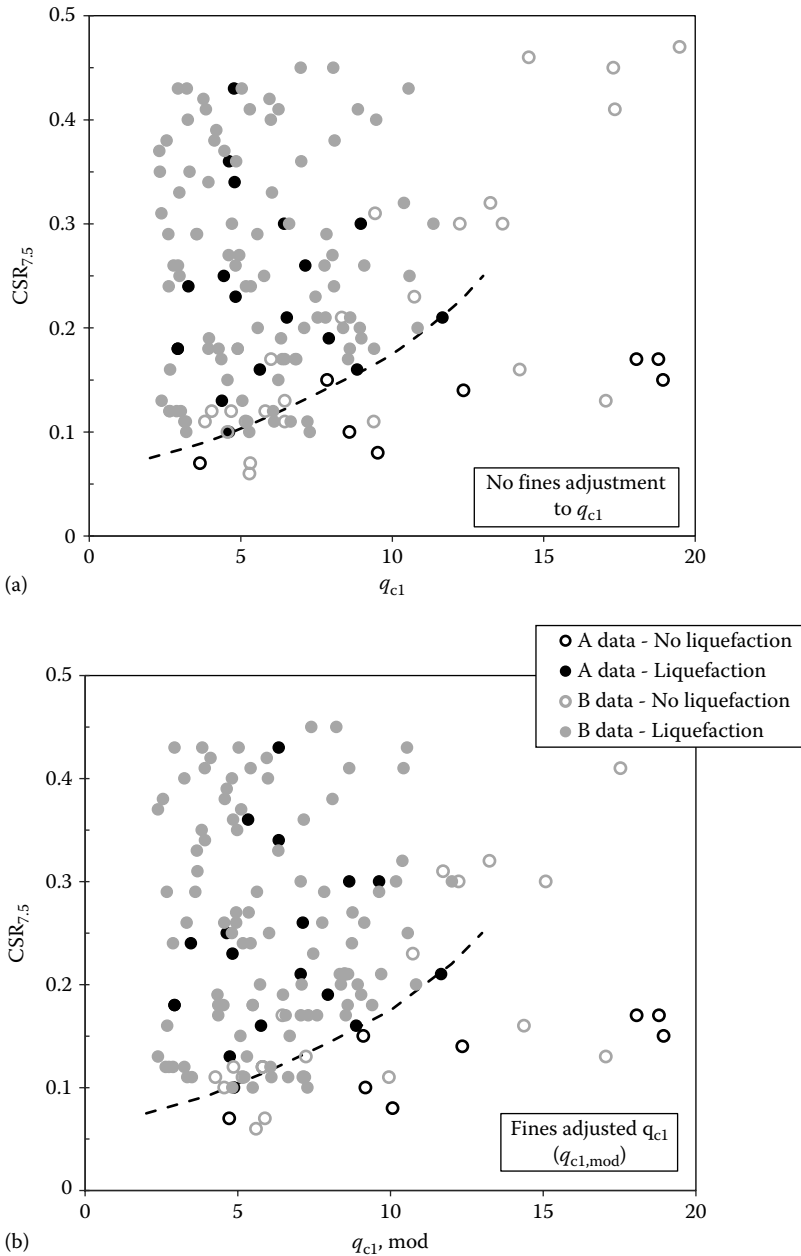 0.5
0.4
0.3
CSR7.5
0.2
0.1
0
0
5
10
15
20
No fines adjustment
to qc1
(a)
qc1
A data - No liquefaction
A data - Liquefaction
B data - No liquefaction
B data - Liquefaction
0.5
0.4
0.3
CSR7.5
0.2
0.1
0
0
5
10
15
20
Fines adjusted qc1
(qc1,mod)
(b)
qc1, mod